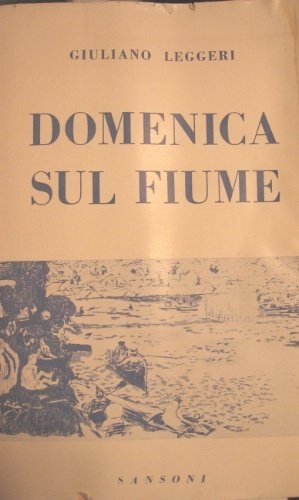 GIULIANO LEGGERI
DOMENICA
SUL FIUME
SANSONI